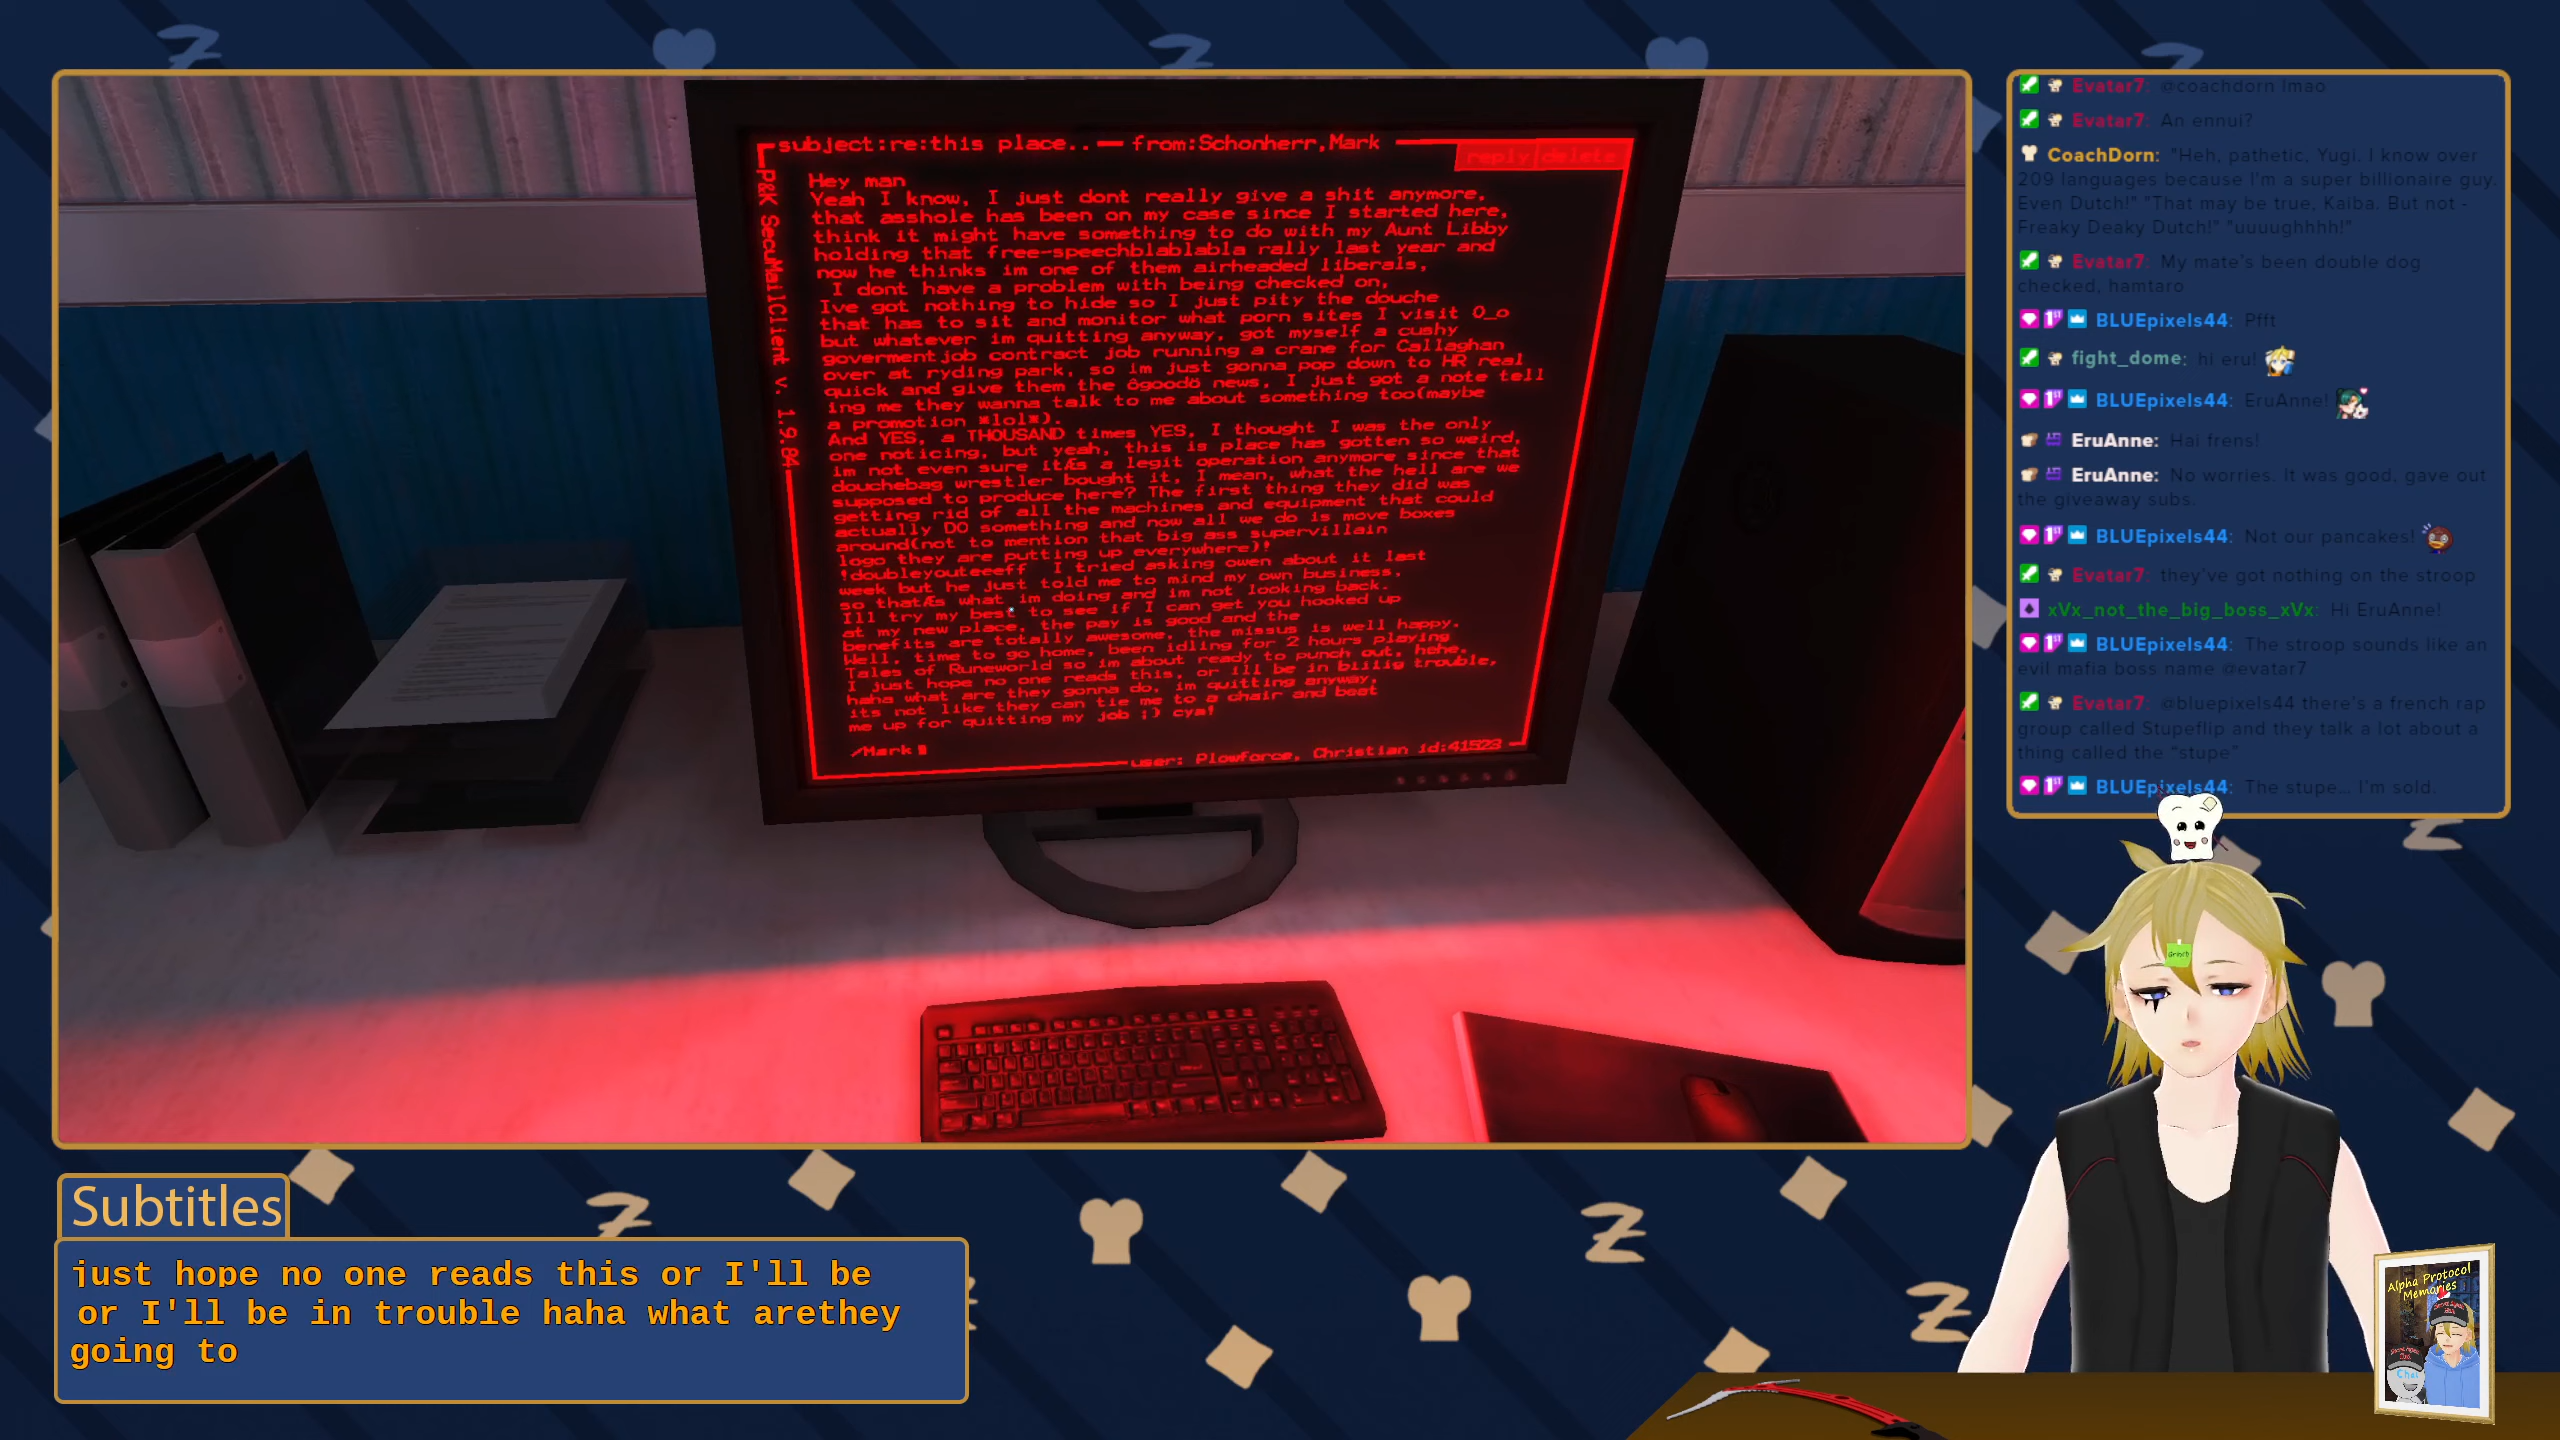 subject:re:this place.. from:Schonherr,Mark
reply delete
P&K SecuMailClient v. 1.9.84
Hey man
Yeah I know, I just dont really give a shit anymore,
that asshole has been on my case since I started here,
think it might have something to do with my Aunt Libby
holding that free-speechblablabla rally last year and
now he thinks im one of them airheaded liberals,
I dont have a problem with being checked on,
Ive got nothing to hide so I just pity the douche
that has to sit and monitor what porn sites I visit O_o
but whatever im quitting anyway, got myself a cushy
govermentjob contract job running a crane for Callaghan
over at ryding park, so im just gonna pop down to HR real
quick and give them the ôgoodö news, I just got a note tell
ing me they wanna talk to me about something too(maybe
a promotion *lol*).
And YES, a THOUSAND times YES, I thought I was the only
one noticing, but yeah, this is place has gotten so weird,
im not even sure itÆs a legit operation anymore since that
douchebag wrestler bought it, I mean, what the hell are we
supposed to produce here? The first thing they did was
getting rid of all the machines and equipment that could
actually DO something and now all we do is move boxes
around(not to mention that big ass supervillain
logo they are putting up everywhere)!
!doubleyouteeeff I tried asking owen about it last
week but he just told me to mind my own business,
so thatÆs what im doing and im not looking back.
Ill try my best to see if I can get you hooked up
at my new place, the pay is good and the
benefits are totally awesome, the missus is well happy.
Well, time to go home, been idling for 2 hours playing
Tales of Runeworld so im about ready to punch out, hehe,
I just hope no one reads this, or ill be in blilig trouble,
haha what are they gonna do, im quitting anyway,
its not like they can tie me to a chair and beat
me up for quitting my job ;) cya!
/Mark
user: Plowforce, Christian id:41523
Evatar7: @coachdorn lmao
Evatar7: An ennui?
CoachDorn: "Heh, pathetic, Yugi. I know over
209 languages because I'm a super billionaire guy.
Even Dutch!" "That may be true, Kaiba. But not -
Freaky Deaky Dutch!" "uuuughhhh!"
Evatar7: My mate's been double dog
checked, hamtaro
BLUEpixels44: Pfft
fight_dome: hi eru!
BLUEpixels44: EruAnne!
EruAnne: Hai frens!
EruAnne: No worries. It was good, gave out
the giveaway subs.
BLUEpixels44: Not our pancakes!
Evatar7: they've got nothing on the stroop
xVx_not_the_big_boss_xVx: Hi EruAnne!
BLUEpixels44: The stroop sounds like an
evil mafia boss name @evatar7
Evatar7: @bluepixels44 there's a french rap
group called Stupeflip and they talk a lot about a
thing called the "stupe"
BLUEpixels44: The stupe... I'm sold.
Subtitles
just hope no one reads this or I'll be
or I'll be in trouble haha what arethey
going to
Alpha Protocol
Memories
Chat